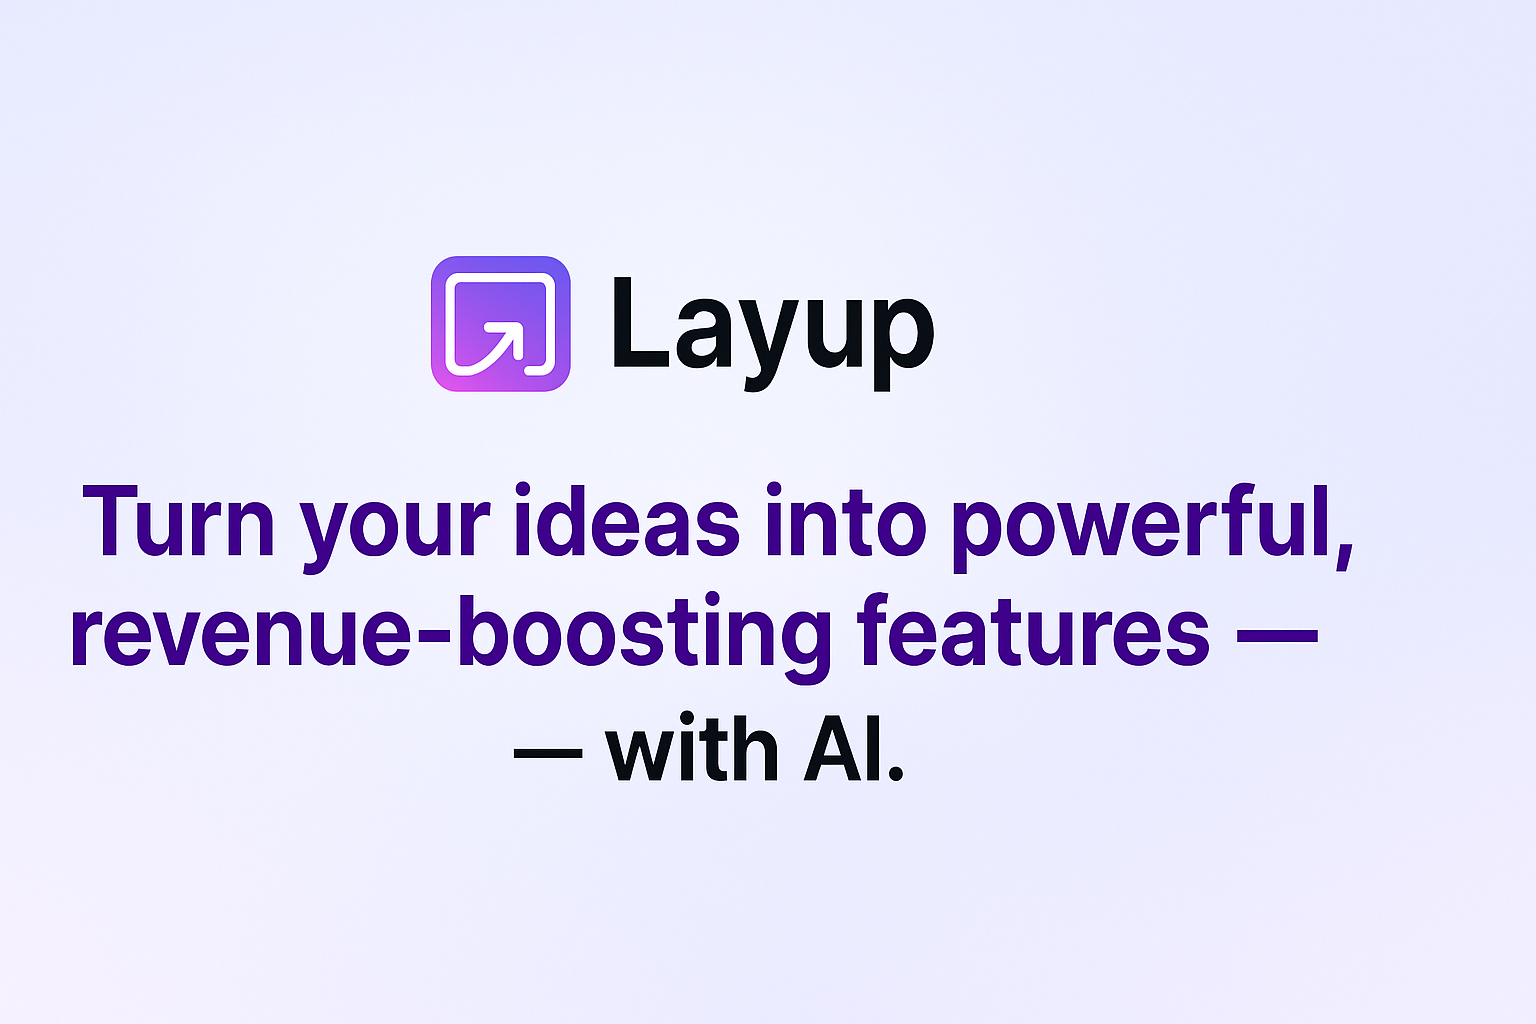 Layup
Turn your ideas into powerful,
revenue-boosting features —
— with AI.